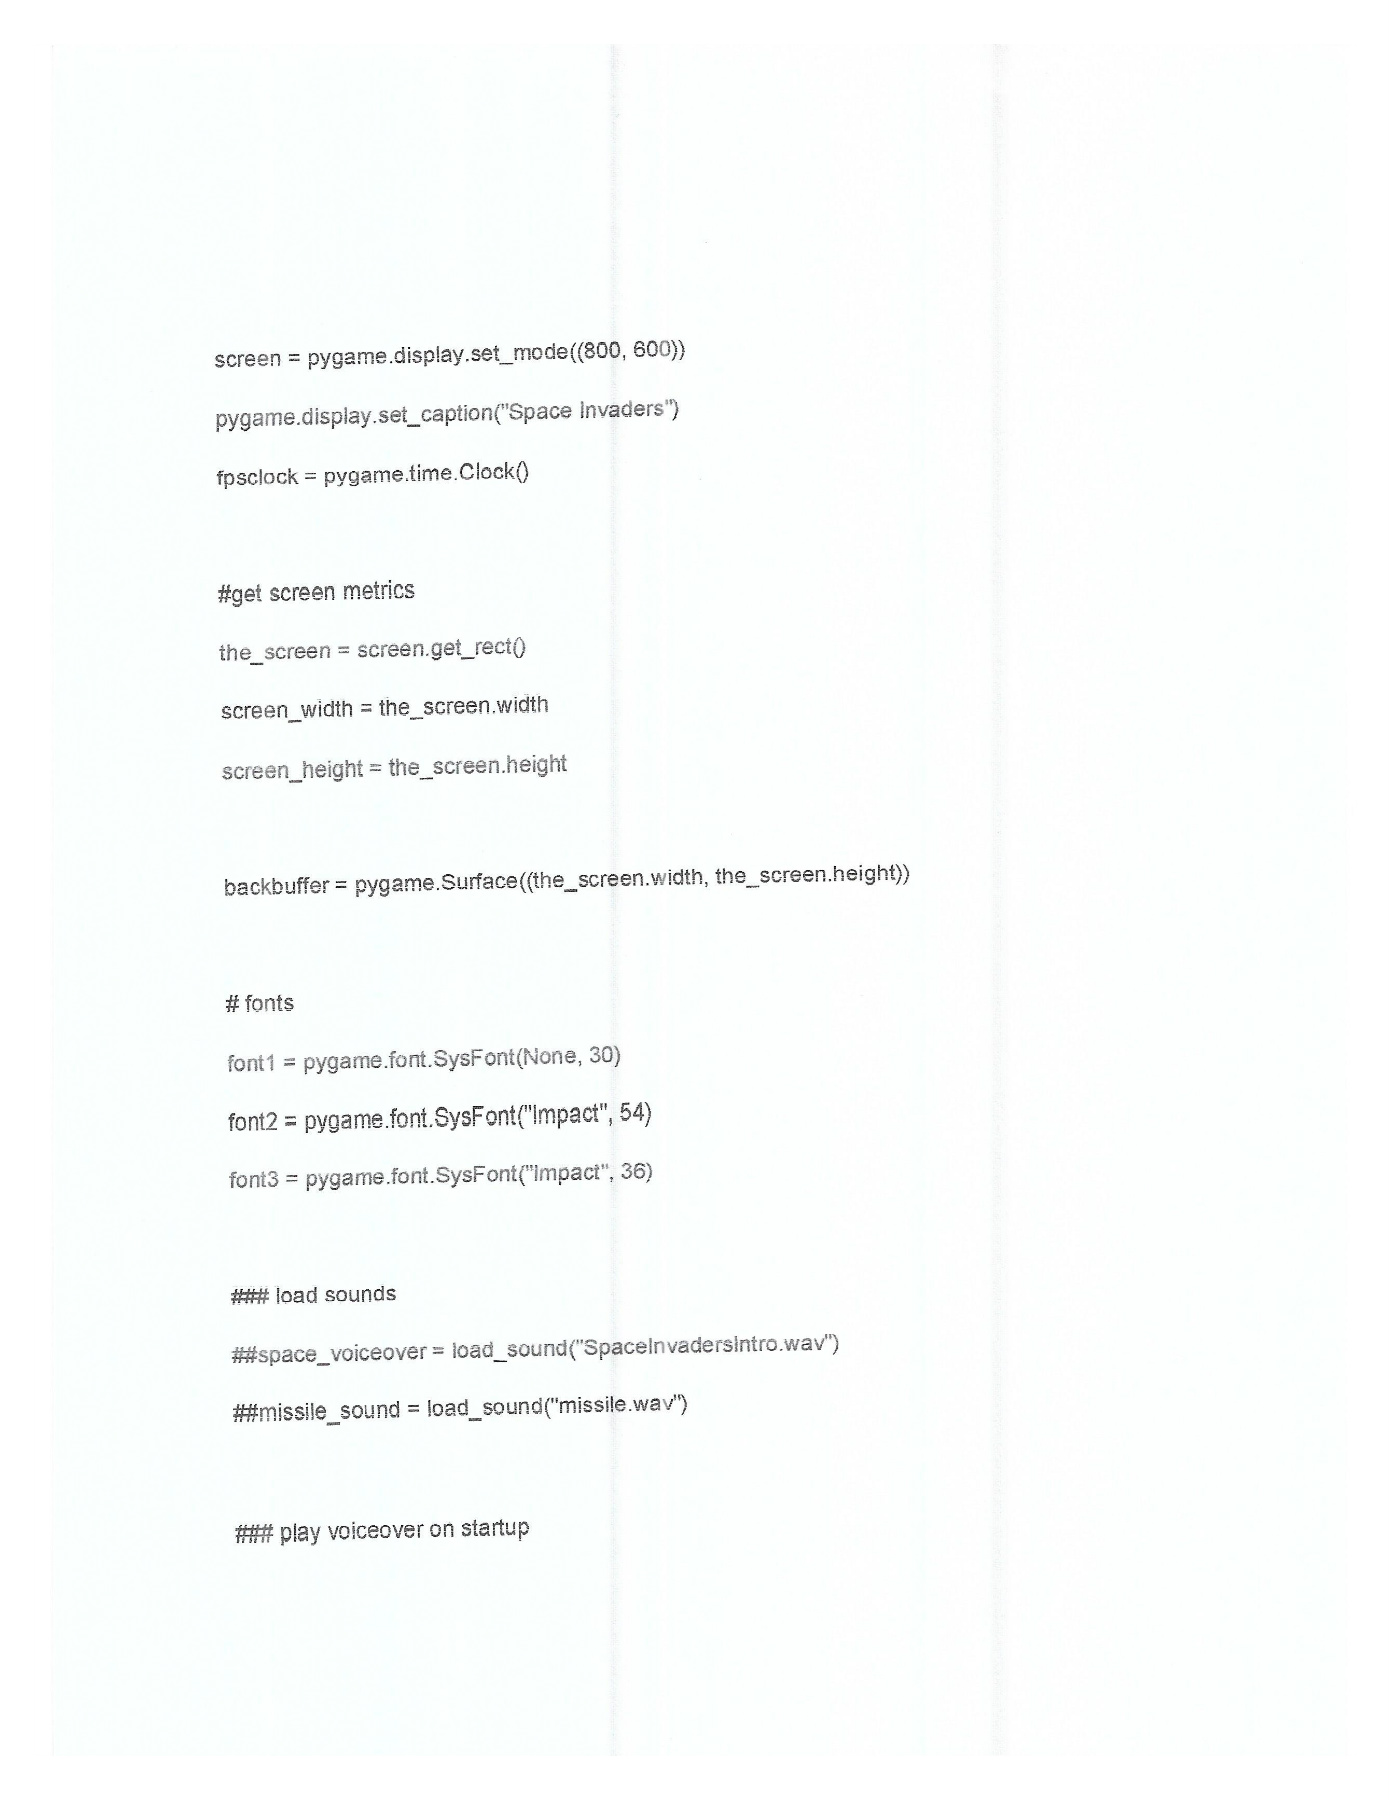 screen = pygame.display.set_mode((800, 600))
pygame.display.set_caption("Space Invaders")
fpsclock = pygame.time.Clock()
#get screen metrics
the_screen = screen.get_rect()
screen_width = the_screen.width
screen_height = the_screen.height
backbuffer = pygame.Surface((the_screen.width, the_screen.height))
# fonts
font1 = pygame.font.SysFont(None, 30)
font2 = pygame.font.SysFont("Impact", 54)
font3 = pygame.font.SysFont("Impact", 36)
### load sounds
##space_voiceover = load_sound("SpaceInvadersIntro.wav")
##missile_sound = load_sound("missile.wav")
### play voiceover on startup